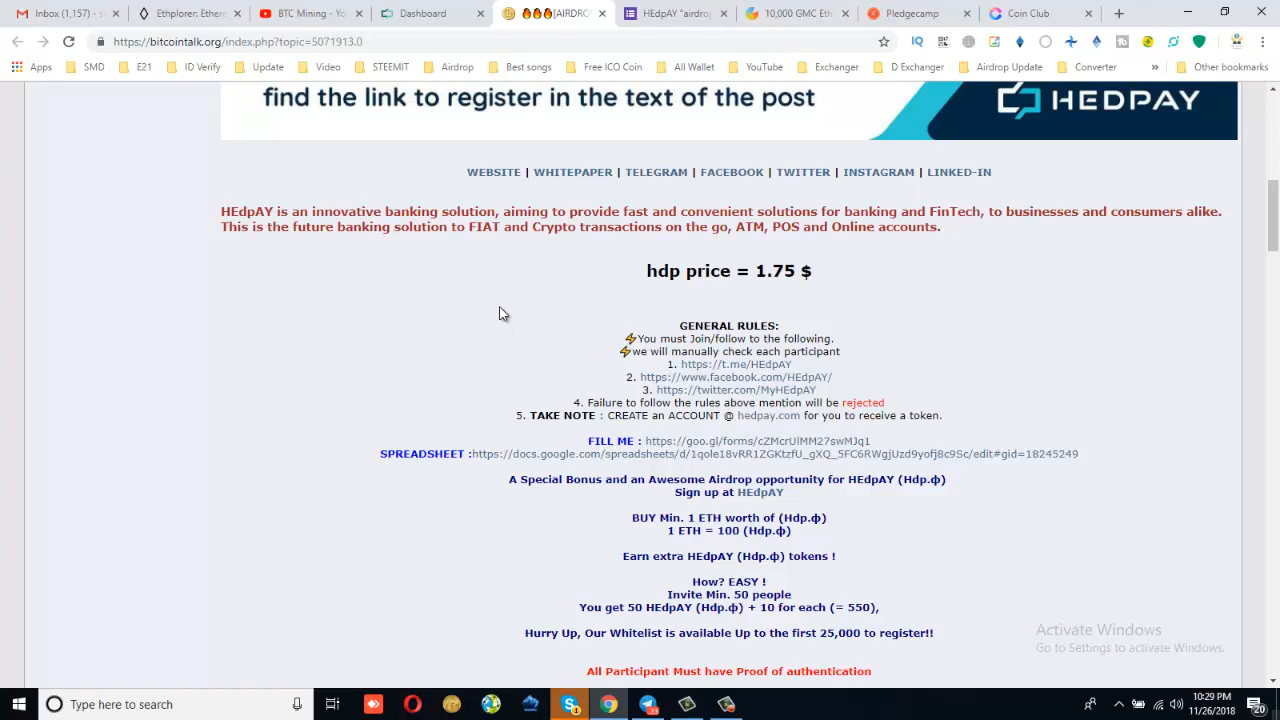 Inbox (1,157) - s
Ethplorer: Ethere
BTC Mining - You
Dashboard
🔥🔥🔥[AIRDRO
HEdpAY "airdrop
10,000 GMC Eth
Pledgecamp
Coin Club
https://bitcointalk.org/index.php?topic=5071913.0
Apps
SMD
E21
ID Verify
Update
Video
STEEMIT
Airdrop
Best songs
Free ICO Coin
All Wallet
YouTube
Exchanger
D Exchanger
Airdrop Update
Converter
»
Other bookmarks
find the link to register in the text of the post
HEDPAY
WEBSITE | WHITEPAPER | TELEGRAM | FACEBOOK | TWITTER | INSTAGRAM | LINKED-IN
HEdpAY is an innovative banking solution, aiming to provide fast and convenient solutions for banking and FinTech, to businesses and consumers alike.
This is the future banking solution to FIAT and Crypto transactions on the go, ATM, POS and Online accounts.
hdp price = 1.75 $
GENERAL RULES:
⚡You must Join/follow to the following.
⚡we will manually check each participant
1. https://t.me/HEdpAY
2. https://www.facebook.com/HEdpAY/
3. https://twitter.com/MyHEdpAY
4. Failure to follow the rules above mention will be rejected
5. TAKE NOTE : CREATE an ACCOUNT @ hedpay.com for you to receive a token.
FILL ME : https://goo.gl/forms/cZMcrUlMM27swMJq1
SPREADSHEET :https://docs.google.com/spreadsheets/d/1qole18vRR1ZGKtzfU_gXQ_5FC6RWgjUzd9yofj8c9Sc/edit#gid=18245249
A Special Bonus and an Awesome Airdrop opportunity for HEdpAY (Hdp.ф)
Sign up at HEdpAY
BUY Min. 1 ETH worth of (Hdp.ф)
1 ETH = 100 (Hdp.ф)
Earn extra HEdpAY (Hdp.ф) tokens !
How? EASY !
Invite Min. 50 people
You get 50 HEdpAY (Hdp.ф) + 10 for each (= 550),
Hurry Up, Our Whitelist is available Up to the first 25,000 to register!!
All Participant Must have Proof of authentication
Activate Windows
Go to Settings to activate Windows.
Type here to search
10:29 PM
11/26/2018
20